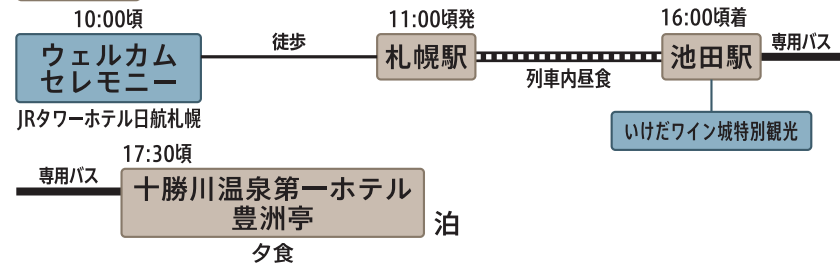 10:00頃
ウェルカム
セレモニー
JRタワーホテル日航札幌
徒歩
11:00頃発
札幌駅
列車内昼食
16:00頃着
池田駅
専用バス
いけだワイン城特別観光
専用バス
17:30頃
十勝川温泉第一ホテル
豊洲亭
泊
夕食